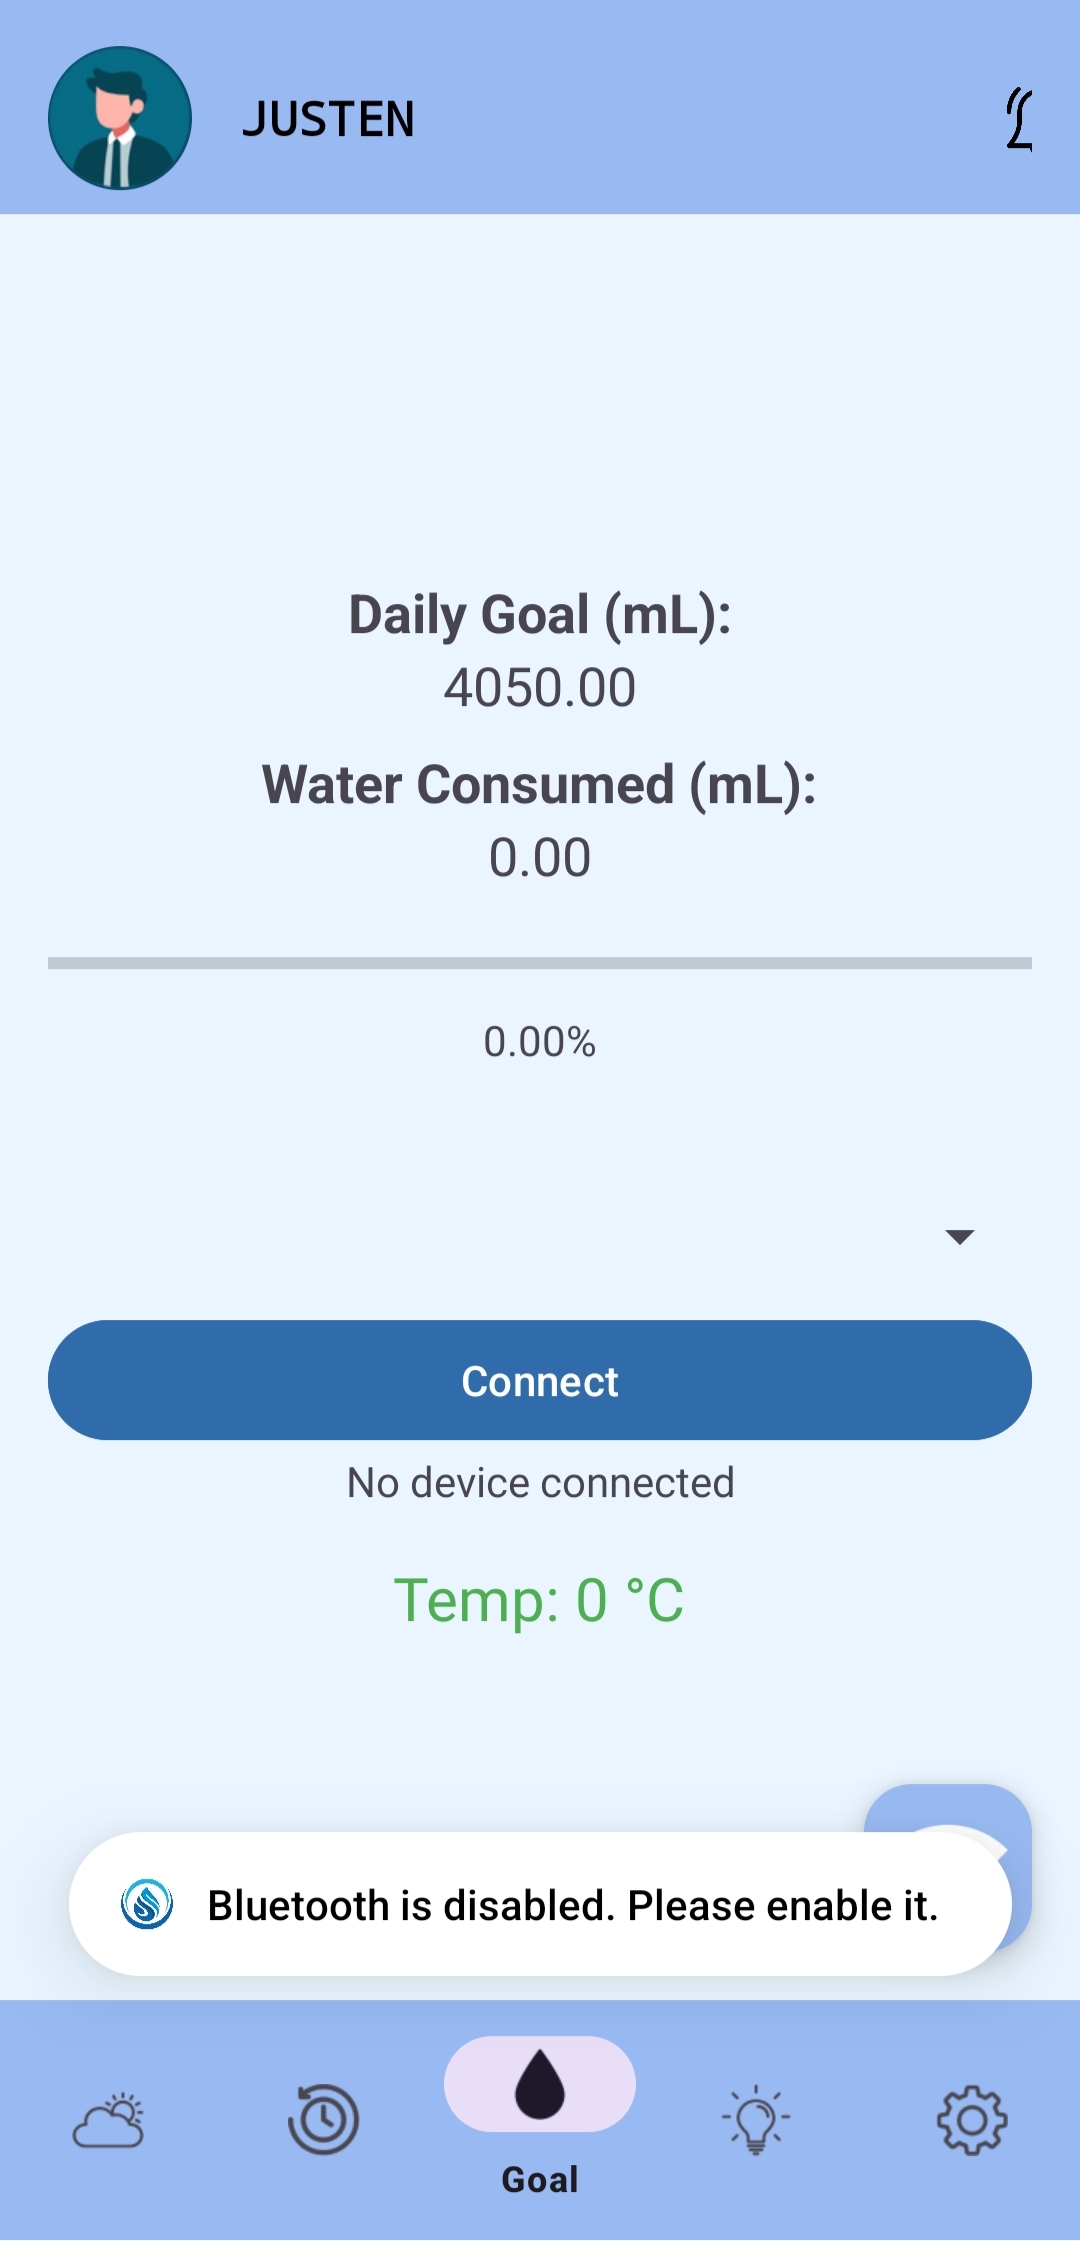 JUSTEN
Daily Goal (mL):
4050.00
Water Consumed (mL):
0.00
0.00%
Connect
No device connected
Temp: 0 °C
Bluetooth is disabled. Please enable it.
Goal